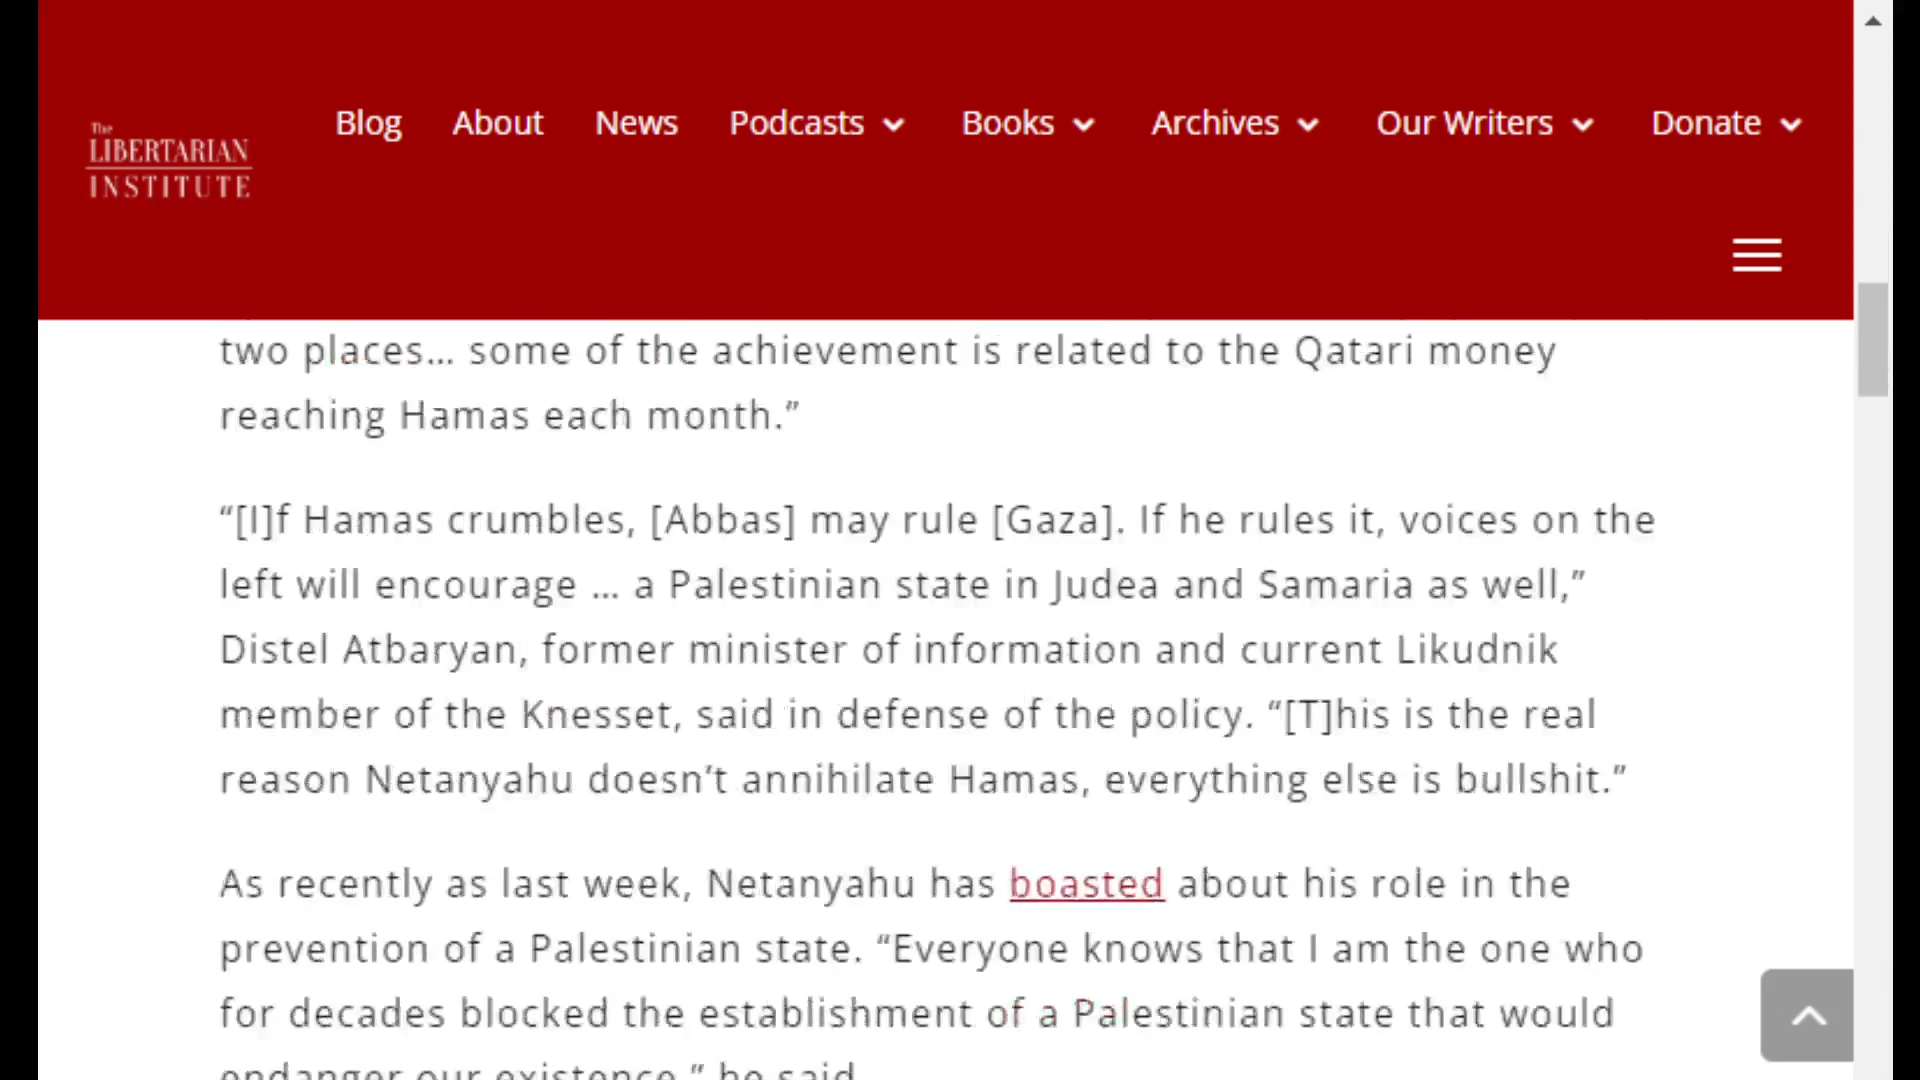 The
LIBERTARIAN
INSTITUTE
Blog About News Podcasts Books Archives Our Writers Donate
two places… some of the achievement is related to the Qatari money
reaching Hamas each month.”
“[I]f Hamas crumbles, [Abbas] may rule [Gaza]. If he rules it, voices on the
left will encourage … a Palestinian state in Judea and Samaria as well,”
Distel Atbaryan, former minister of information and current Likudnik
member of the Knesset, said in defense of the policy. “[T]his is the real
reason Netanyahu doesn’t annihilate Hamas, everything else is bullshit.”
As recently as last week, Netanyahu has boasted about his role in the
prevention of a Palestinian state. “Everyone knows that I am the one who
for decades blocked the establishment of a Palestinian state that would
endanger our existence,” he said